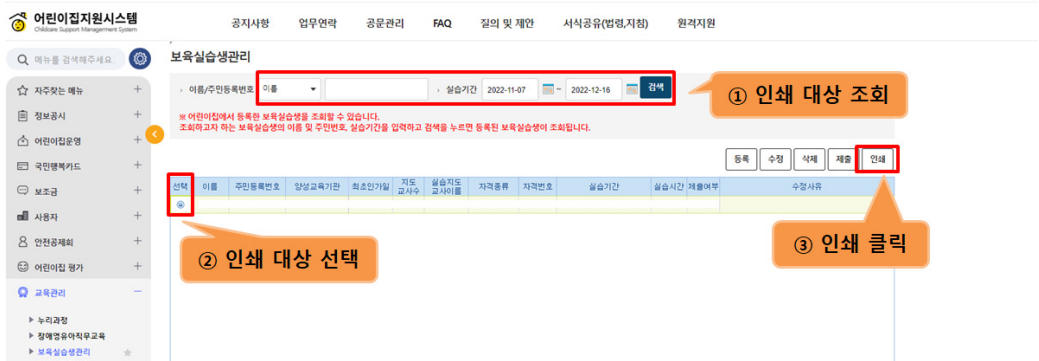 어린이집지원시스템
Childcare Support Management System
공지사항 업무연락 공문관리 FAQ 질의 및 제안 서식공유(법령,지침) 원격지원
메뉴를 검색해주세요.
보육실습생관리
이름/주민등록번호 이름 실습기간 2022-11-07 ~ 2022-12-16 검색
① 인쇄 대상 조회
※ 어린이집에서 등록한 보육실습생을 조회할 수 있습니다.
조회하고자 하는 보육실습생의 이름 및 주민번호, 실습기간을 입력하고 검색을 누르면 등록된 보육실습생이 조회됩니다.
자주찾는 메뉴 +
정보공시 +
어린이집운영 +
국민행복카드 +
보조금 +
사용자 +
안전공제회 +
어린이집 평가 +
교육관리 −
▶ 누리과정
▶ 장애영유아직무교육
▶ 보육실습생관리 ★
등록 수정 삭제 제출 인쇄
선택 이름 주민등록번호 양성교육기관 최초인가일 지도교사수 실습지도교사이름 자격종류 자격번호 실습기간 실습시간 제출여부 수정사유
② 인쇄 대상 선택
③ 인쇄 클릭